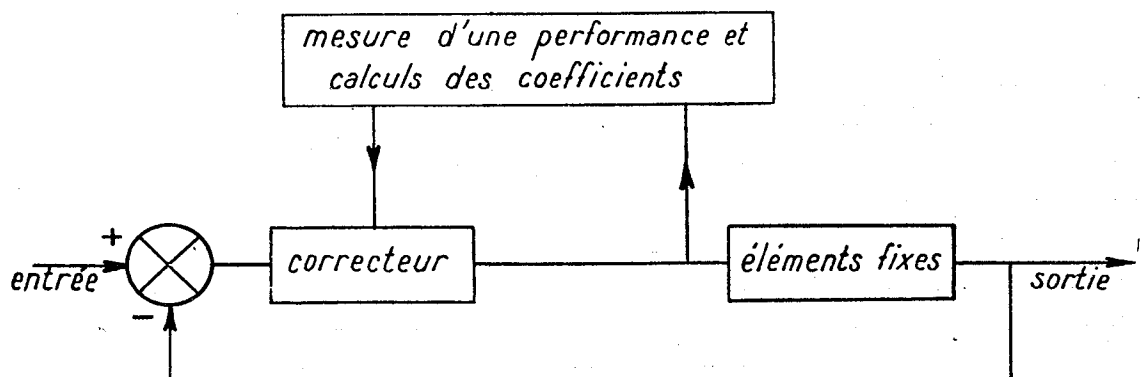 mesure d'une performance et
calculs des coefficients
+
entrée
correcteur
éléments fixes
sortie
−